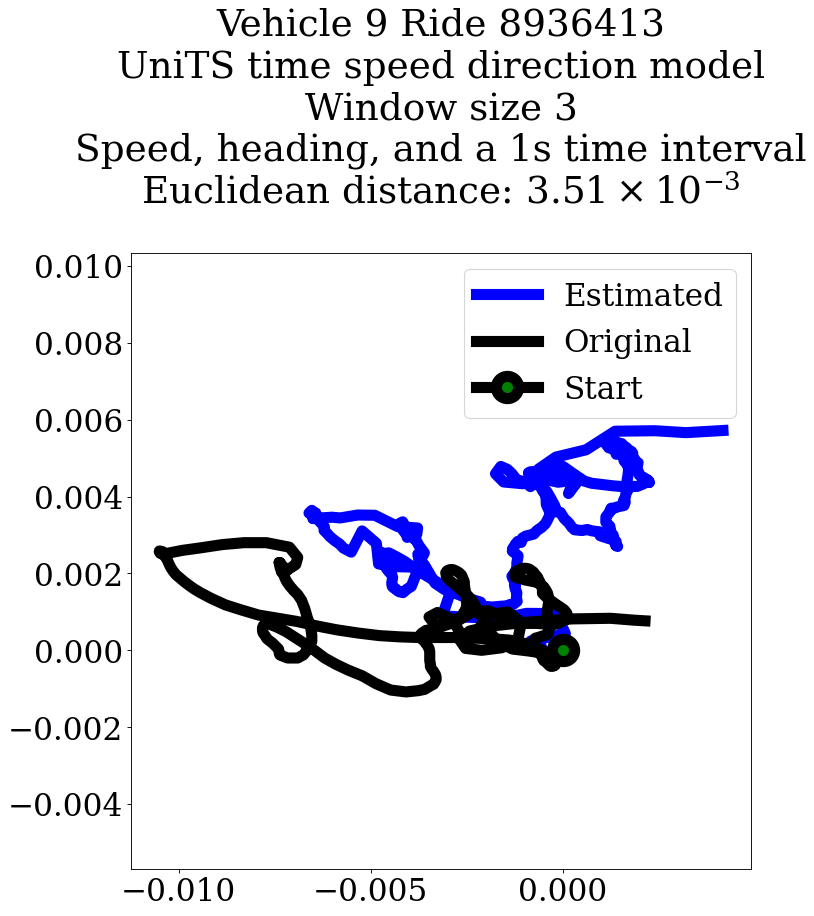 Vehicle 9 Ride 8936413
UniTS time speed direction model
Window size 3
Speed, heading, and a 1s time interval
Euclidean distance: 3.51 × 10⁻³
0.010
0.008
0.006
0.004
0.002
0.000
−0.002
−0.004
Estimated
Original
Start
−0.010
−0.005
0.000